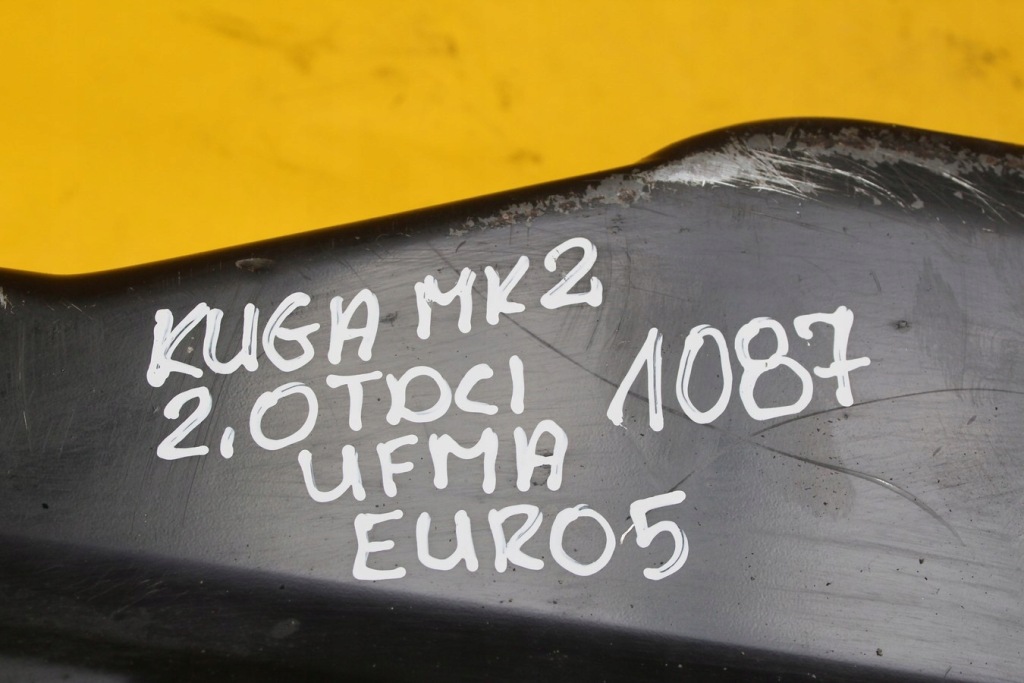 KUGA MK2
2.0TDCI 1087
UFMA
EURO5